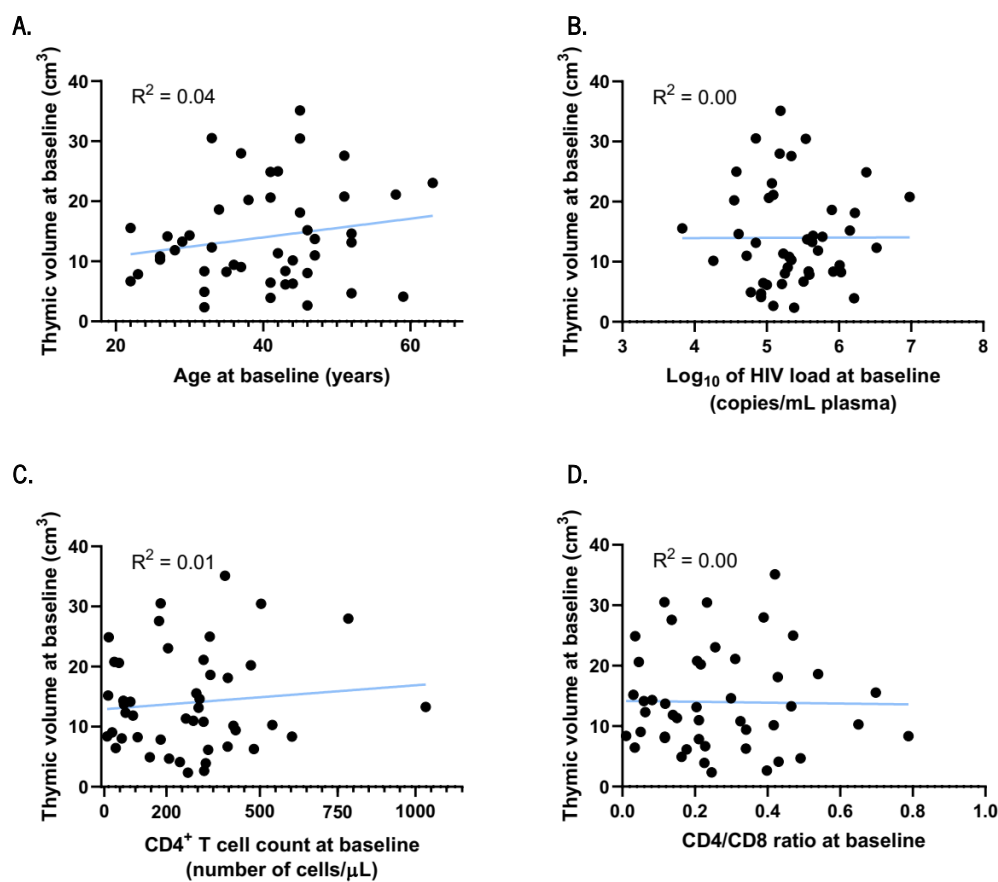 A.
Thymic volume at baseline (cm³)
R² = 0.04
40
30
20
10
0
20 40 60
Age at baseline (years)
B.
Thymic volume at baseline (cm³)
R² = 0.00
40
30
20
10
0
3 4 5 6 7 8
Log₁₀ of HIV load at baseline
(copies/mL plasma)
C.
Thymic volume at baseline (cm³)
R² = 0.01
40
30
20
10
0
0 200 500 750 1000
CD4⁺ T cell count at baseline
(number of cells/μL)
D.
Thymic volume at baseline (cm³)
R² = 0.00
40
30
20
10
0
0.0 0.2 0.4 0.6 0.8 1.0
CD4/CD8 ratio at baseline